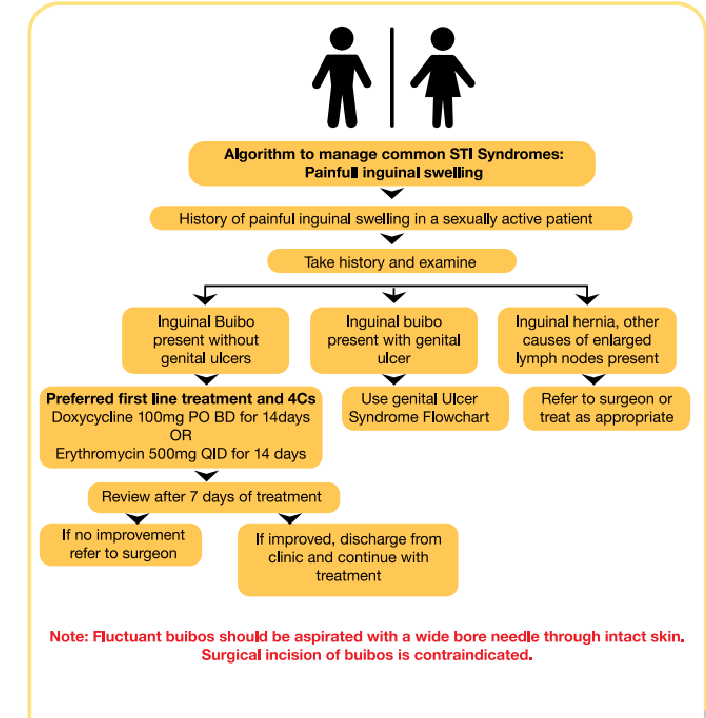 Algorithm to manage common STI Syndromes:
Painfull inguinal swelling
History of painful inguinal swelling in a sexually active patient
Take history and examine
Inguinal Buibo
present without
genital ulcers
Inguinal buibo
present with genital
ulcer
Inguinal hernia, other
causes of enlarged
lymph nodes present
Preferred first line treatment and 4Cs
Doxycycline 100mg PO BD for 14days
OR
Erythromycin 500mg QID for 14 days
Use genital Ulcer
Syndrome Flowchart
Refer to surgeon or
treat as appropriate
Review after 7 days of treatment
If no improvement
refer to surgeon
If improved, discharge from
clinic and continue with
treatment
Note: Fluctuant buibos should be aspirated with a wide bore needle through intact skin.
Surgical incision of buibos is contraindicated.